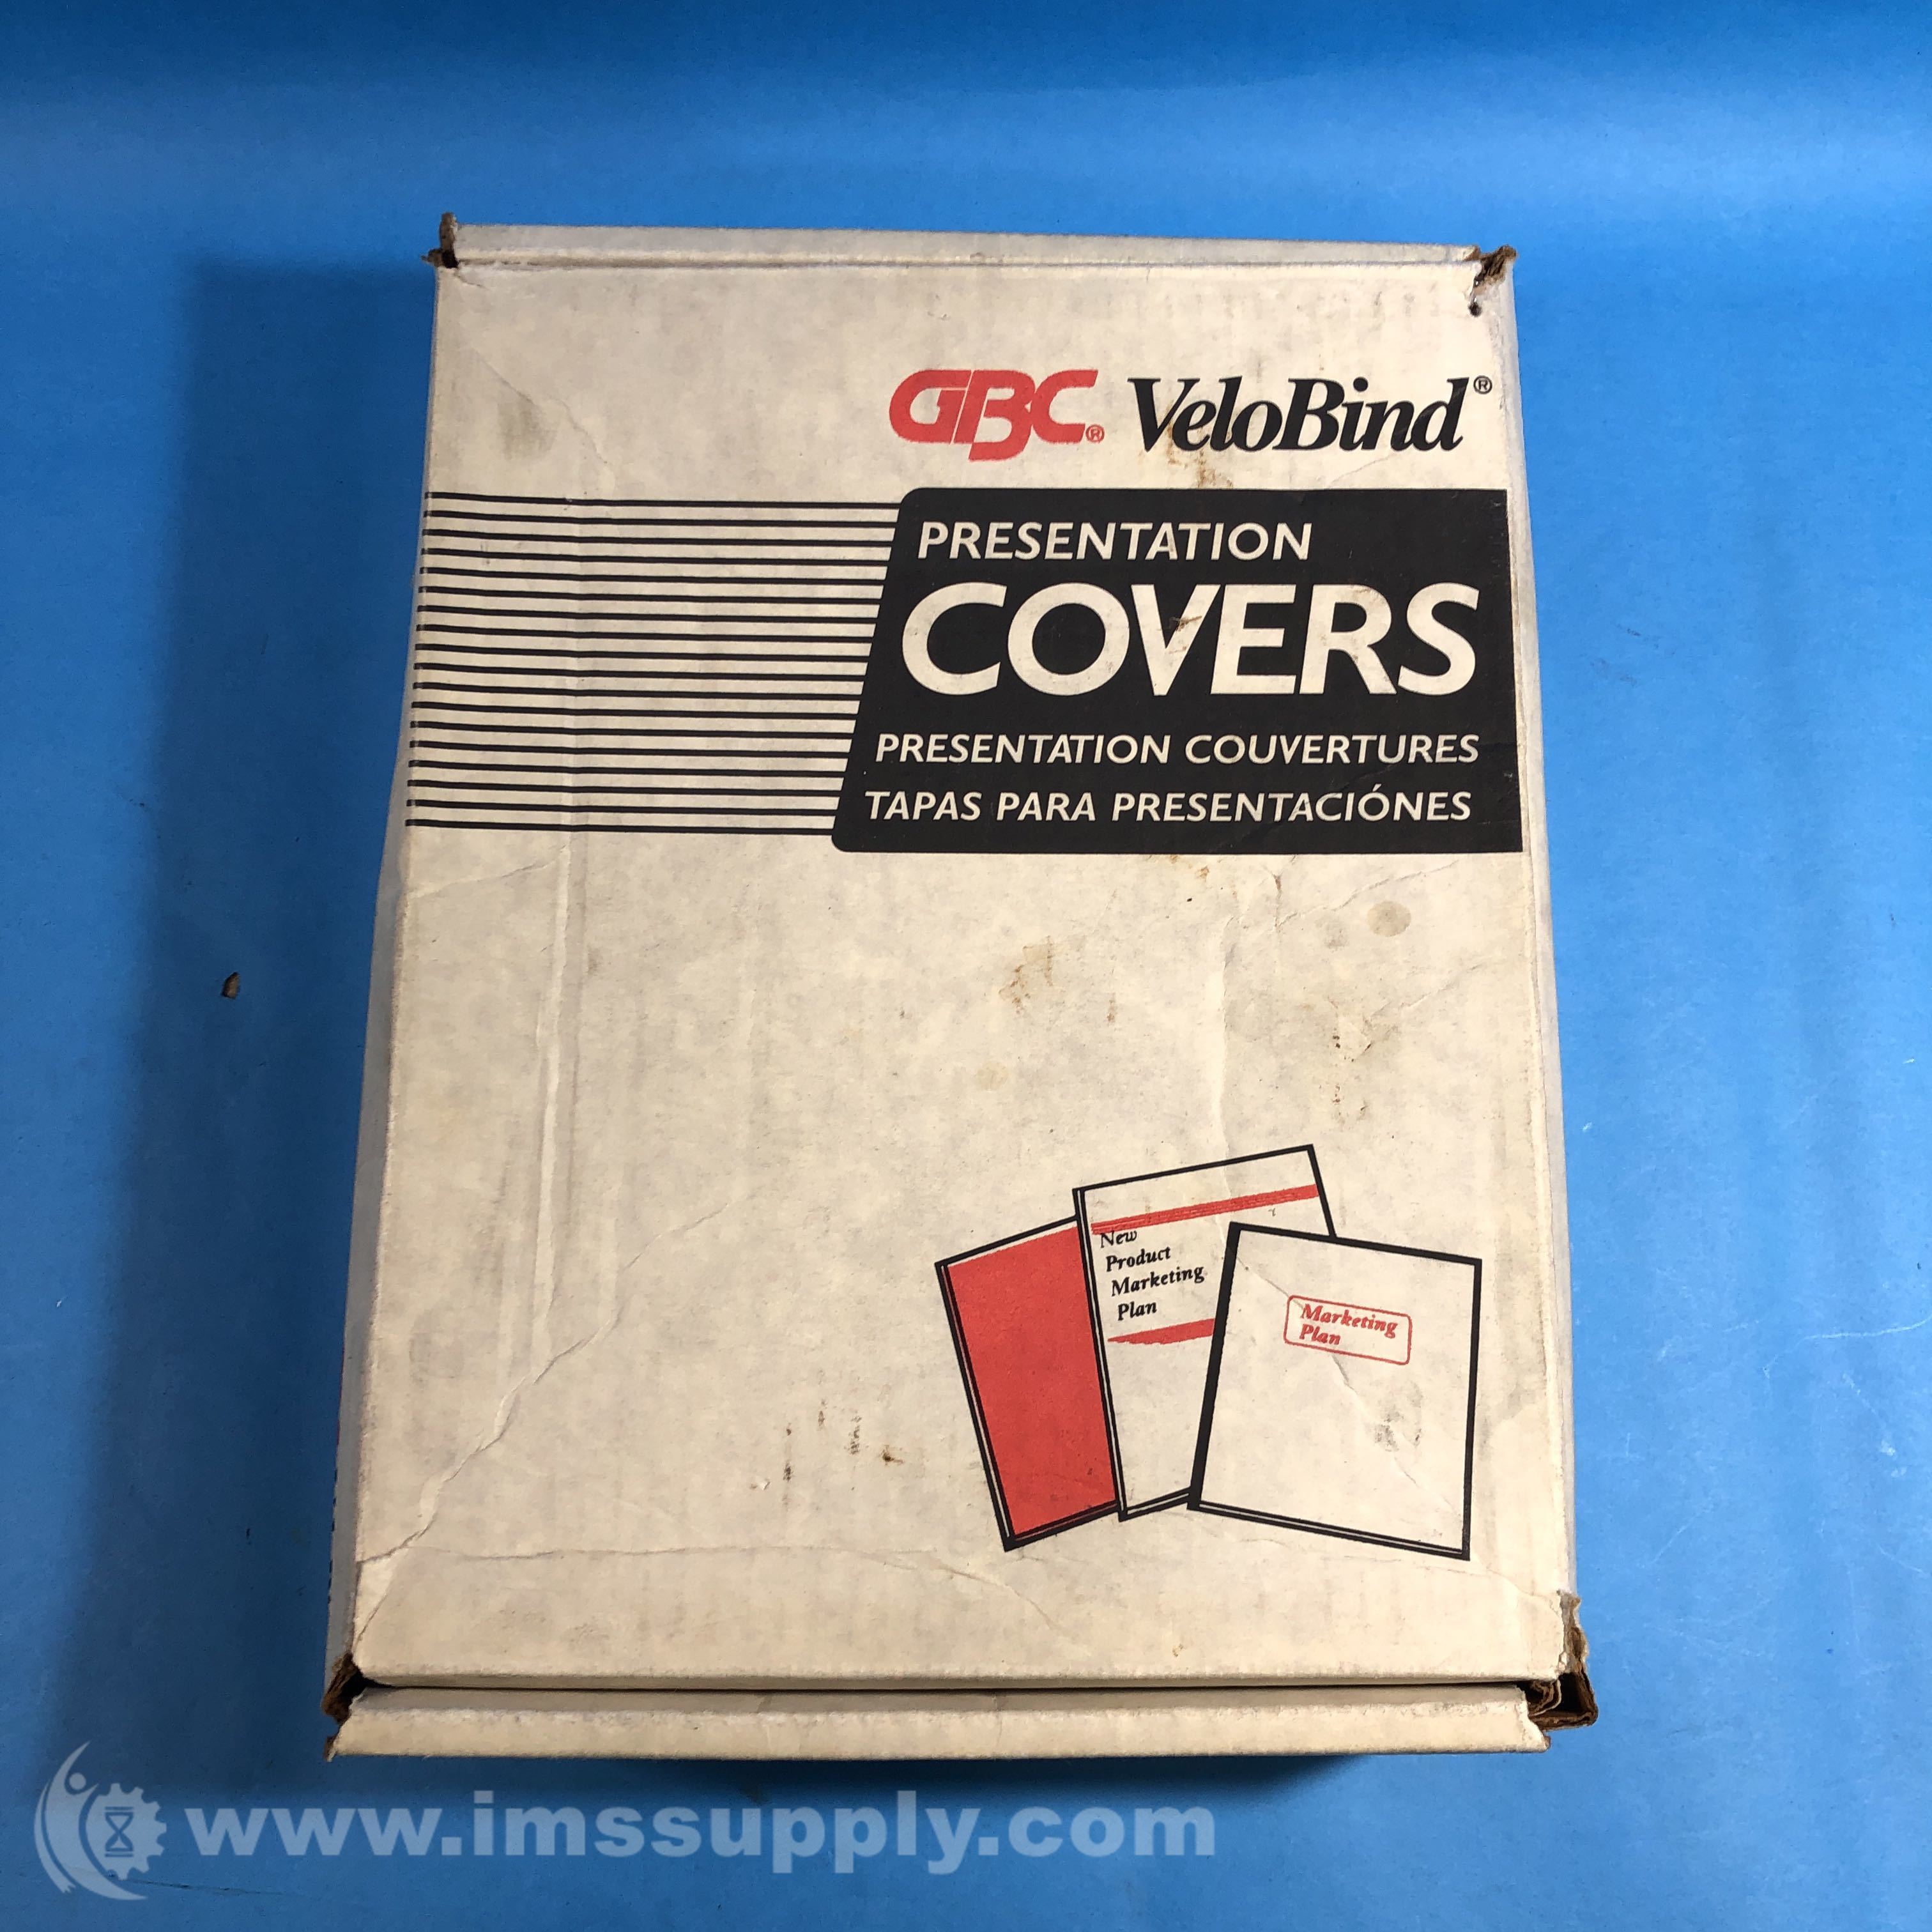 GBC® VeloBind®
PRESENTATION
COVERS
PRESENTATION COUVERTURES
TAPAS PARA PRESENTACIÓNES
New
Product
Marketing
Plan
Marketing
Plan
www.imssupply.com